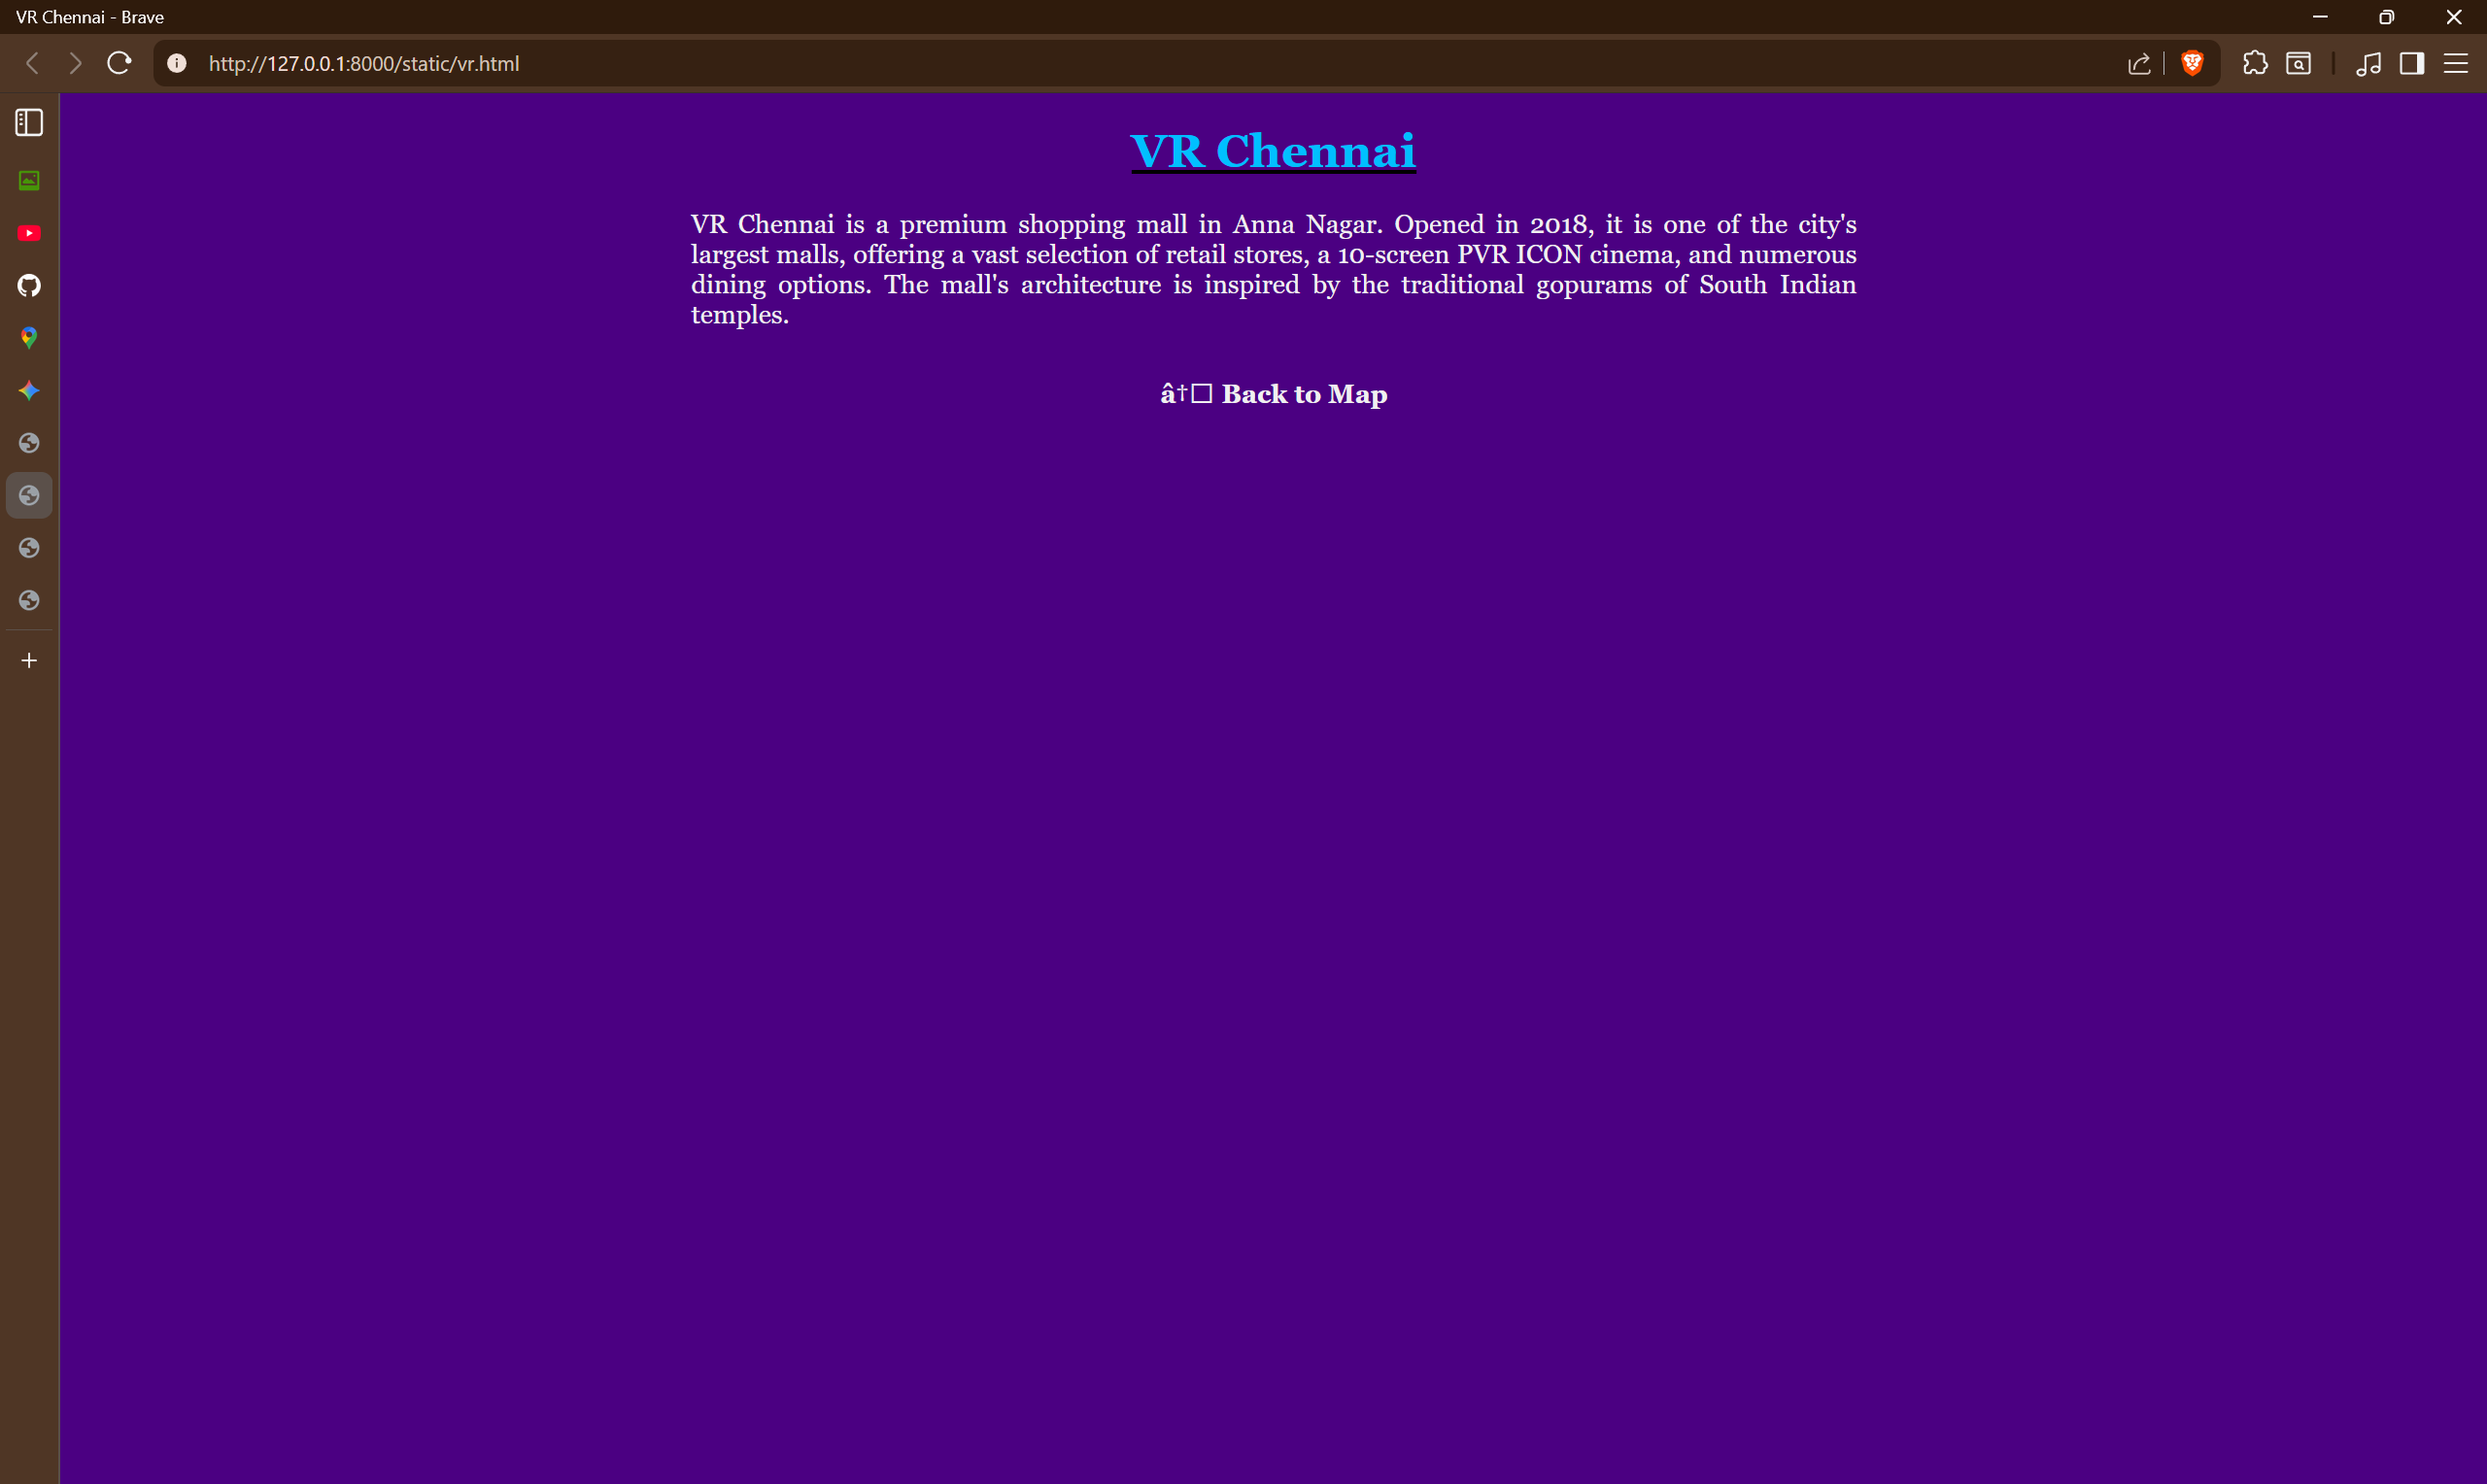 VR Chennai - Brave
http://127.0.0.1:8000/static/vr.html
VR Chennai
VR Chennai is a premium shopping mall in Anna Nagar. Opened in 2018, it is one of the city's
largest malls, offering a vast selection of retail stores, a 10-screen PVR ICON cinema, and numerous
dining options. The mall's architecture is inspired by the traditional gopurams of South Indian
temples.
â†□ Back to Map